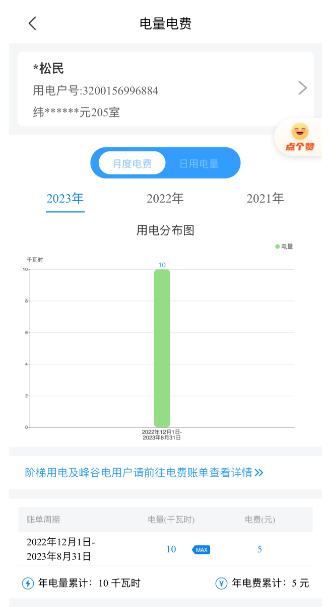 电量电费
*松民
用电户号:3200156996884
纬******元205室
点个赞
月度电费 日用电量
2023年 2022年 2021年
用电分布图
电量
千瓦时
10
10
8
6
4
2
0
2022年12月1日-
2023年8月31日
阶梯用电及峰谷电用户请前往电费账单查看详情
账单周期 电量(千瓦时) 电费(元)
2022年12月1日-
2023年8月31日
10 MAX 5
年电量累计：10 千瓦时 年电费累计：5 元